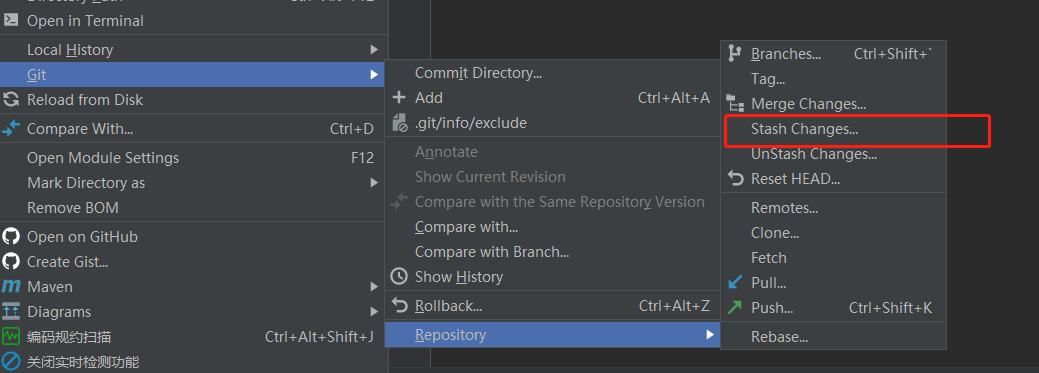 Open in Terminal
Local History
Git
Reload from Disk
Compare With... Ctrl+D
Open Module Settings F12
Mark Directory as
Remove BOM
Open on GitHub
Create Gist...
Maven
Diagrams
编码规约扫描 Ctrl+Alt+Shift+J
关闭实时检测功能
Commit Directory...
Add Ctrl+Alt+A
.git/info/exclude
Annotate
Show Current Revision
Compare with the Same Repository Version
Compare with...
Compare with Branch...
Show History
Rollback... Ctrl+Alt+Z
Repository
Branches... Ctrl+Shift+`
Tag...
Merge Changes...
Stash Changes...
UnStash Changes...
Reset HEAD...
Remotes...
Clone...
Fetch
Pull...
Push... Ctrl+Shift+K
Rebase...